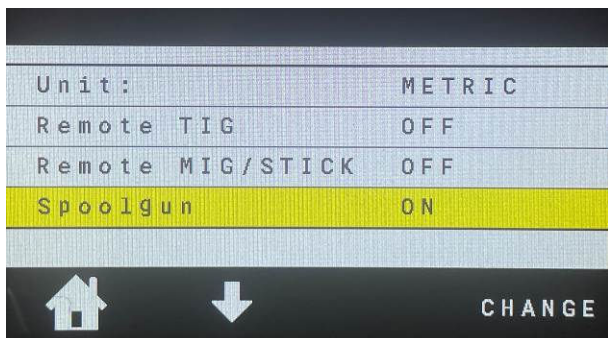 Unit: METRIC
Remote TIG OFF
Remote MIG/STICK OFF
Spoolgun ON
CHANGE